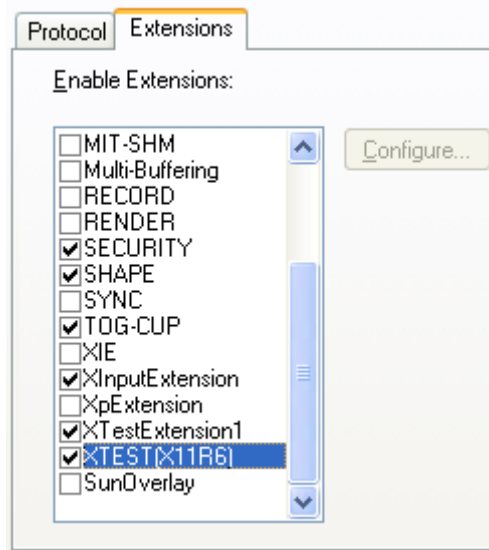 Protocol Extensions
Enable Extensions:
MIT-SHM
Configure...
Multi-Buffering
RECORD
RENDER
SECURITY
SHAPE
SYNC
TOG-CUP
XIE
XInputExtension
XpExtension
XTestExtension1
XTEST(X11R6)
SunOverlay